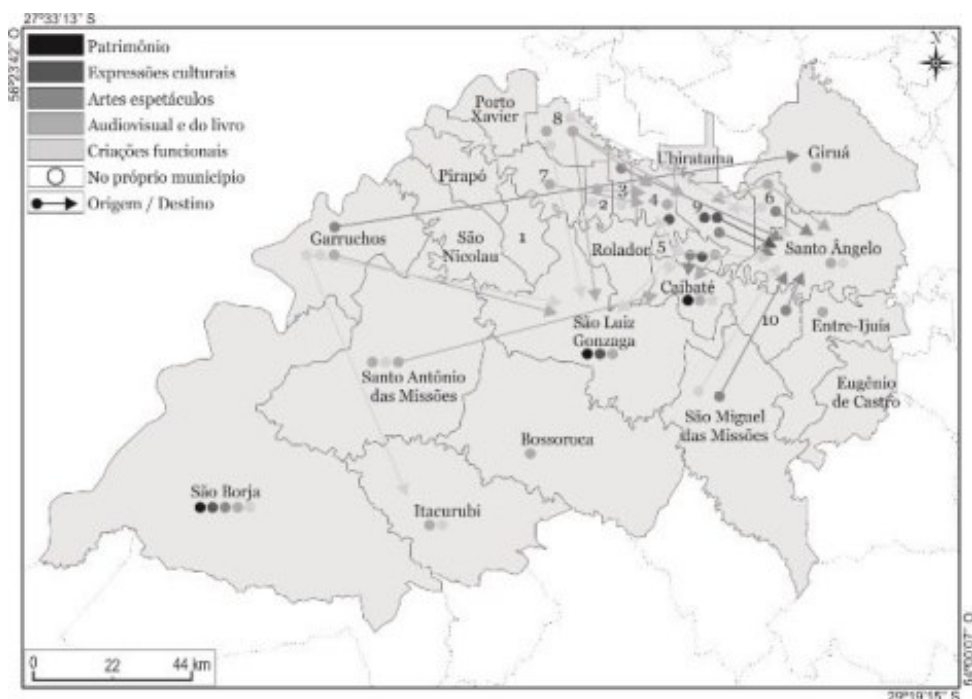 27°33'13" S
56°23'42" O
Patrimônio
Expressões culturais
Artes espetáculos
Audiovisual e do livro
Criações funcionais
No próprio município
Origem / Destino
N
Porto
Xavier
8
Ubiratama
Giruá
Pirapó
7
3
2
4
9
6
Garruchos
São
Nicolau
1
Rolador
5
Santo Ângelo
Caibaté
São Luiz
Gonzaga
10
Entre-Ijuís
Santo Antônio
das Missões
Eugênio
de Castro
São Miguel
das Missões
Bossoroca
São Borja
Itacurubi
0 22 44 km
29°19'15" S